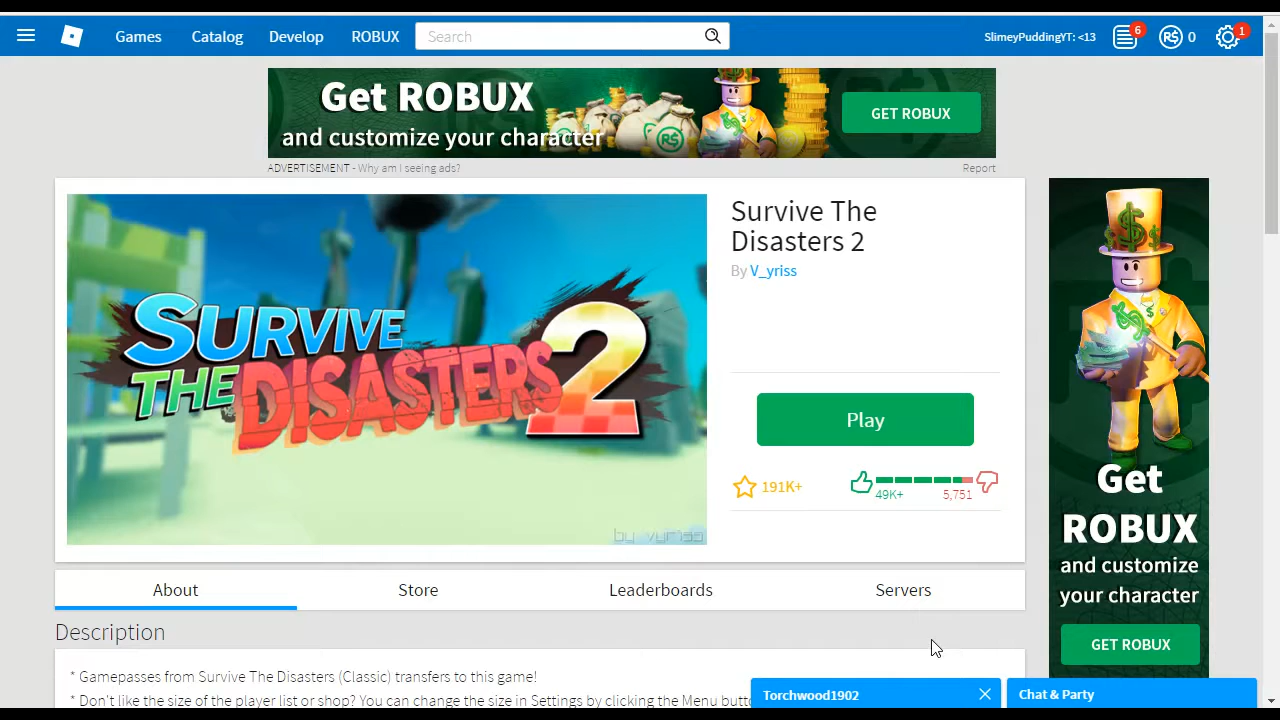 Games Catalog Develop ROBUX Search SlimeyPuddingYT: <13 6 R$ 0 1
Get ROBUX
and customize your character
GET ROBUX
ADVERTISEMENT - Why am I seeing ads? Report
SURVIVE
THE DISASTERS 2
by vyriss
Survive The
Disasters 2
By V_yriss
Play
191K+ 49K+ 5,751
Get
ROBUX
and customize
your character
GET ROBUX
About Store Leaderboards Servers
Description
* Gamepasses from Survive The Disasters (Classic) transfers to this game!
* Don't like the size of the player list or shop? You can change the size in Settings by clicking the Menu
Torchwood1902 Chat & Party